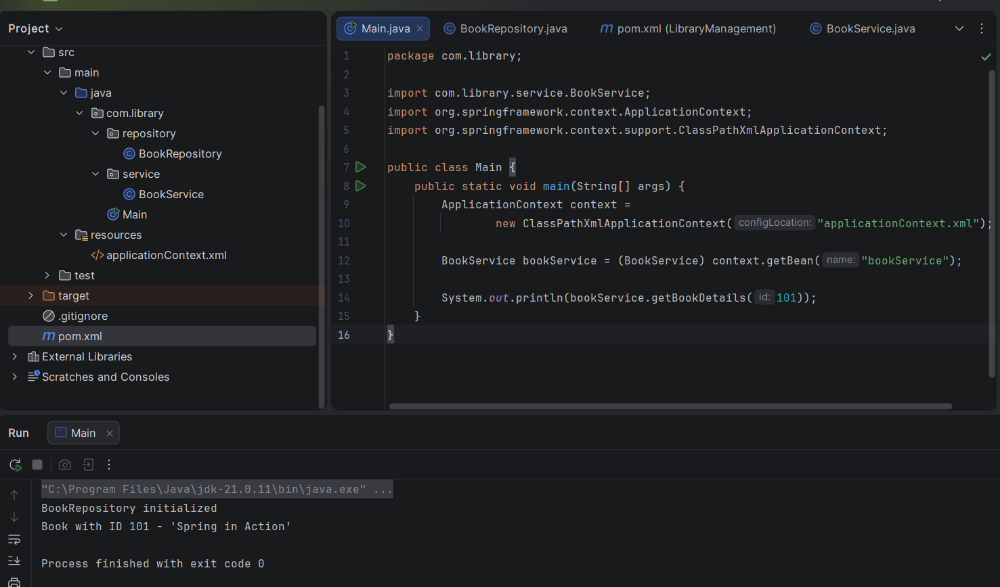 Project
src
main
java
com.library
repository
BookRepository
service
BookService
Main
resources
</> applicationContext.xml
test
target
.gitignore
m pom.xml
External Libraries
Scratches and Consoles
Main.java
BookRepository.java
m pom.xml (LibraryManagement)
BookService.java
1 package com.library;
2
3 import com.library.service.BookService;
4 import org.springframework.context.ApplicationContext;
5 import org.springframework.context.support.ClassPathXmlApplicationContext;
6
7 public class Main {
8 public static void main(String[] args) {
9 ApplicationContext context =
10 new ClassPathXmlApplicationContext( configLocation: "applicationContext.xml");
11
12 BookService bookService = (BookService) context.getBean( name: "bookService");
13
14 System.out.println(bookService.getBookDetails( id: 101));
15 }
16 }
Run
Main
"C:\Program Files\Java\jdk-21.0.11\bin\java.exe" ...
BookRepository initialized
Book with ID 101 - 'Spring in Action'
Process finished with exit code 0